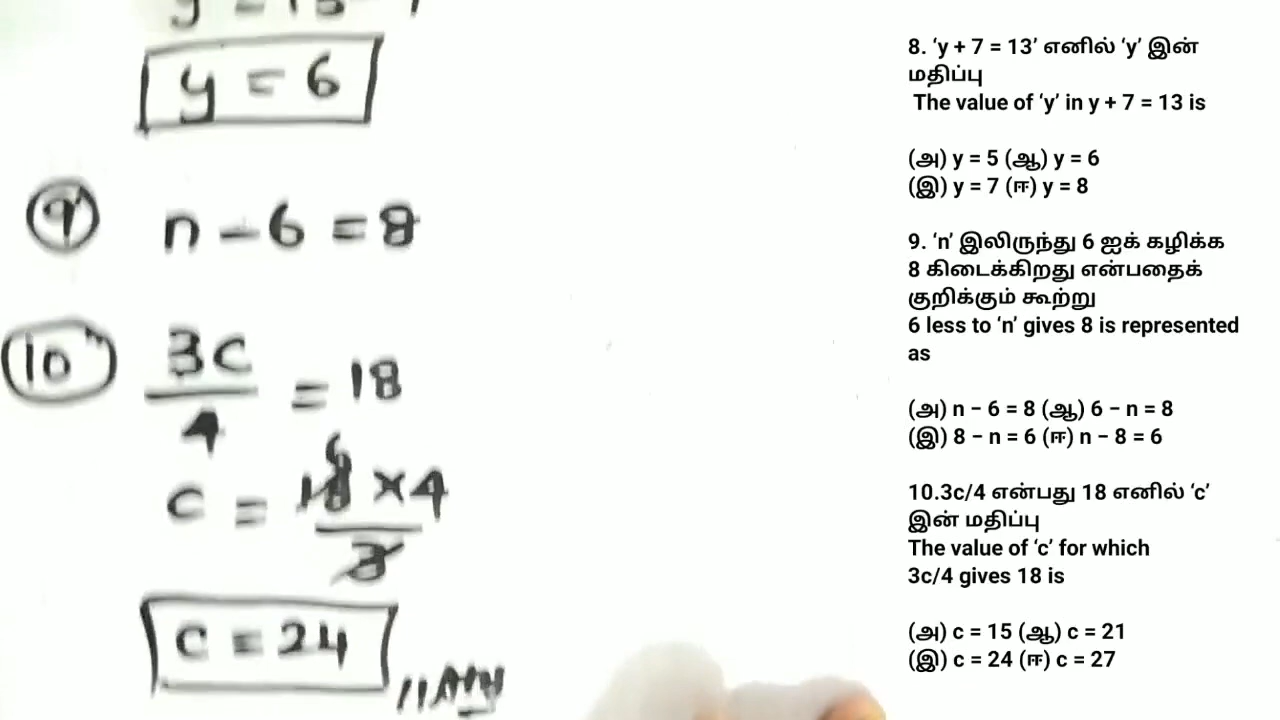 y = 13 - 7
y = 6
9 n - 6 = 8
10 3c/4 = 18
c = 18 6 × 4 / 3
c = 24 //Ans
8. ‘y + 7 = 13’ எனில் ‘y’ இன்
மதிப்பு
The value of ‘y’ in y + 7 = 13 is
(அ) y = 5 (ஆ) y = 6
(இ) y = 7 (ஈ) y = 8
9. ‘n’ இலிருந்து 6 ஐக் கழிக்க
8 கிடைக்கிறது என்பதைக்
குறிக்கும் கூற்று
6 less to ‘n’ gives 8 is represented
as
(அ) n − 6 = 8 (ஆ) 6 − n = 8
(இ) 8 − n = 6 (ஈ) n − 8 = 6
10.3c/4 என்பது 18 எனில் ‘c’
இன் மதிப்பு
The value of ‘c’ for which
3c/4 gives 18 is
(அ) c = 15 (ஆ) c = 21
(இ) c = 24 (ஈ) c = 27